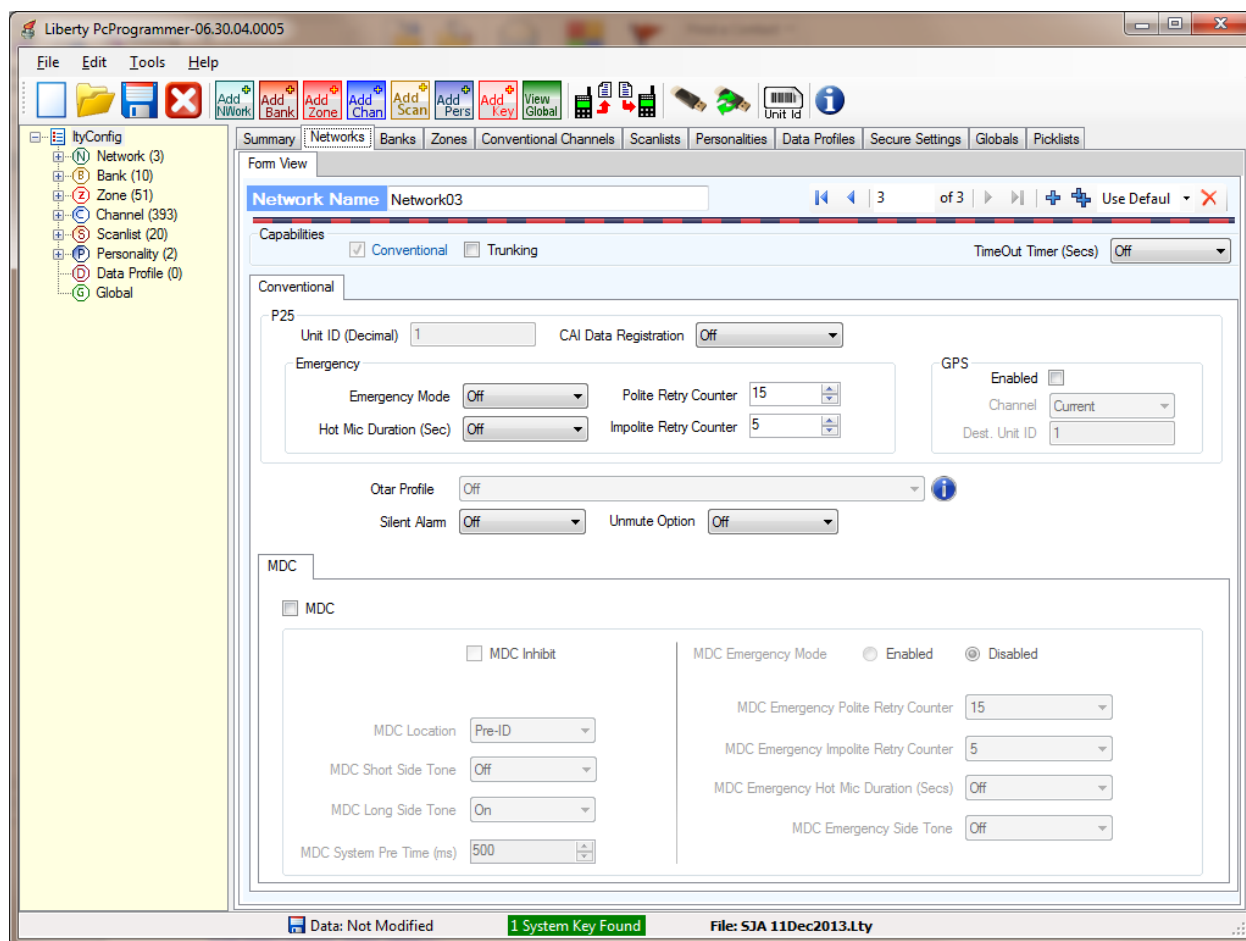 Liberty PcProgrammer-06.30.04.0005
File Edit Tools Help
Add NWork Add Bank Add Zone Add Chan Add Scan Add Pers Add Key View Global Unit Id
ltyConfig
Network (3)
Bank (10)
Zone (51)
Channel (393)
Scanlist (20)
Personality (2)
Data Profile (0)
Global
Summary Networks Banks Zones Conventional Channels Scanlists Personalities Data Profiles Secure Settings Globals Picklists
Form View
Network Name Network03 3 of 3 Use Defaul
Capabilities
Conventional Trunking TimeOut Timer (Secs) Off
Conventional
P25
Unit ID (Decimal) 1 CAI Data Registration Off
Emergency
Emergency Mode Off Polite Retry Counter 15
Hot Mic Duration (Sec) Off Impolite Retry Counter 5
GPS
Enabled
Channel Current
Dest. Unit ID 1
Otar Profile Off
Silent Alarm Off Unmute Option Off
MDC
MDC
MDC Inhibit
MDC Location Pre-ID
MDC Short Side Tone Off
MDC Long Side Tone On
MDC System Pre Time (ms) 500
MDC Emergency Mode Enabled Disabled
MDC Emergency Polite Retry Counter 15
MDC Emergency Impolite Retry Counter 5
MDC Emergency Hot Mic Duration (Secs) Off
MDC Emergency Side Tone Off
Data: Not Modified 1 System Key Found File: SJA 11Dec2013.Lty